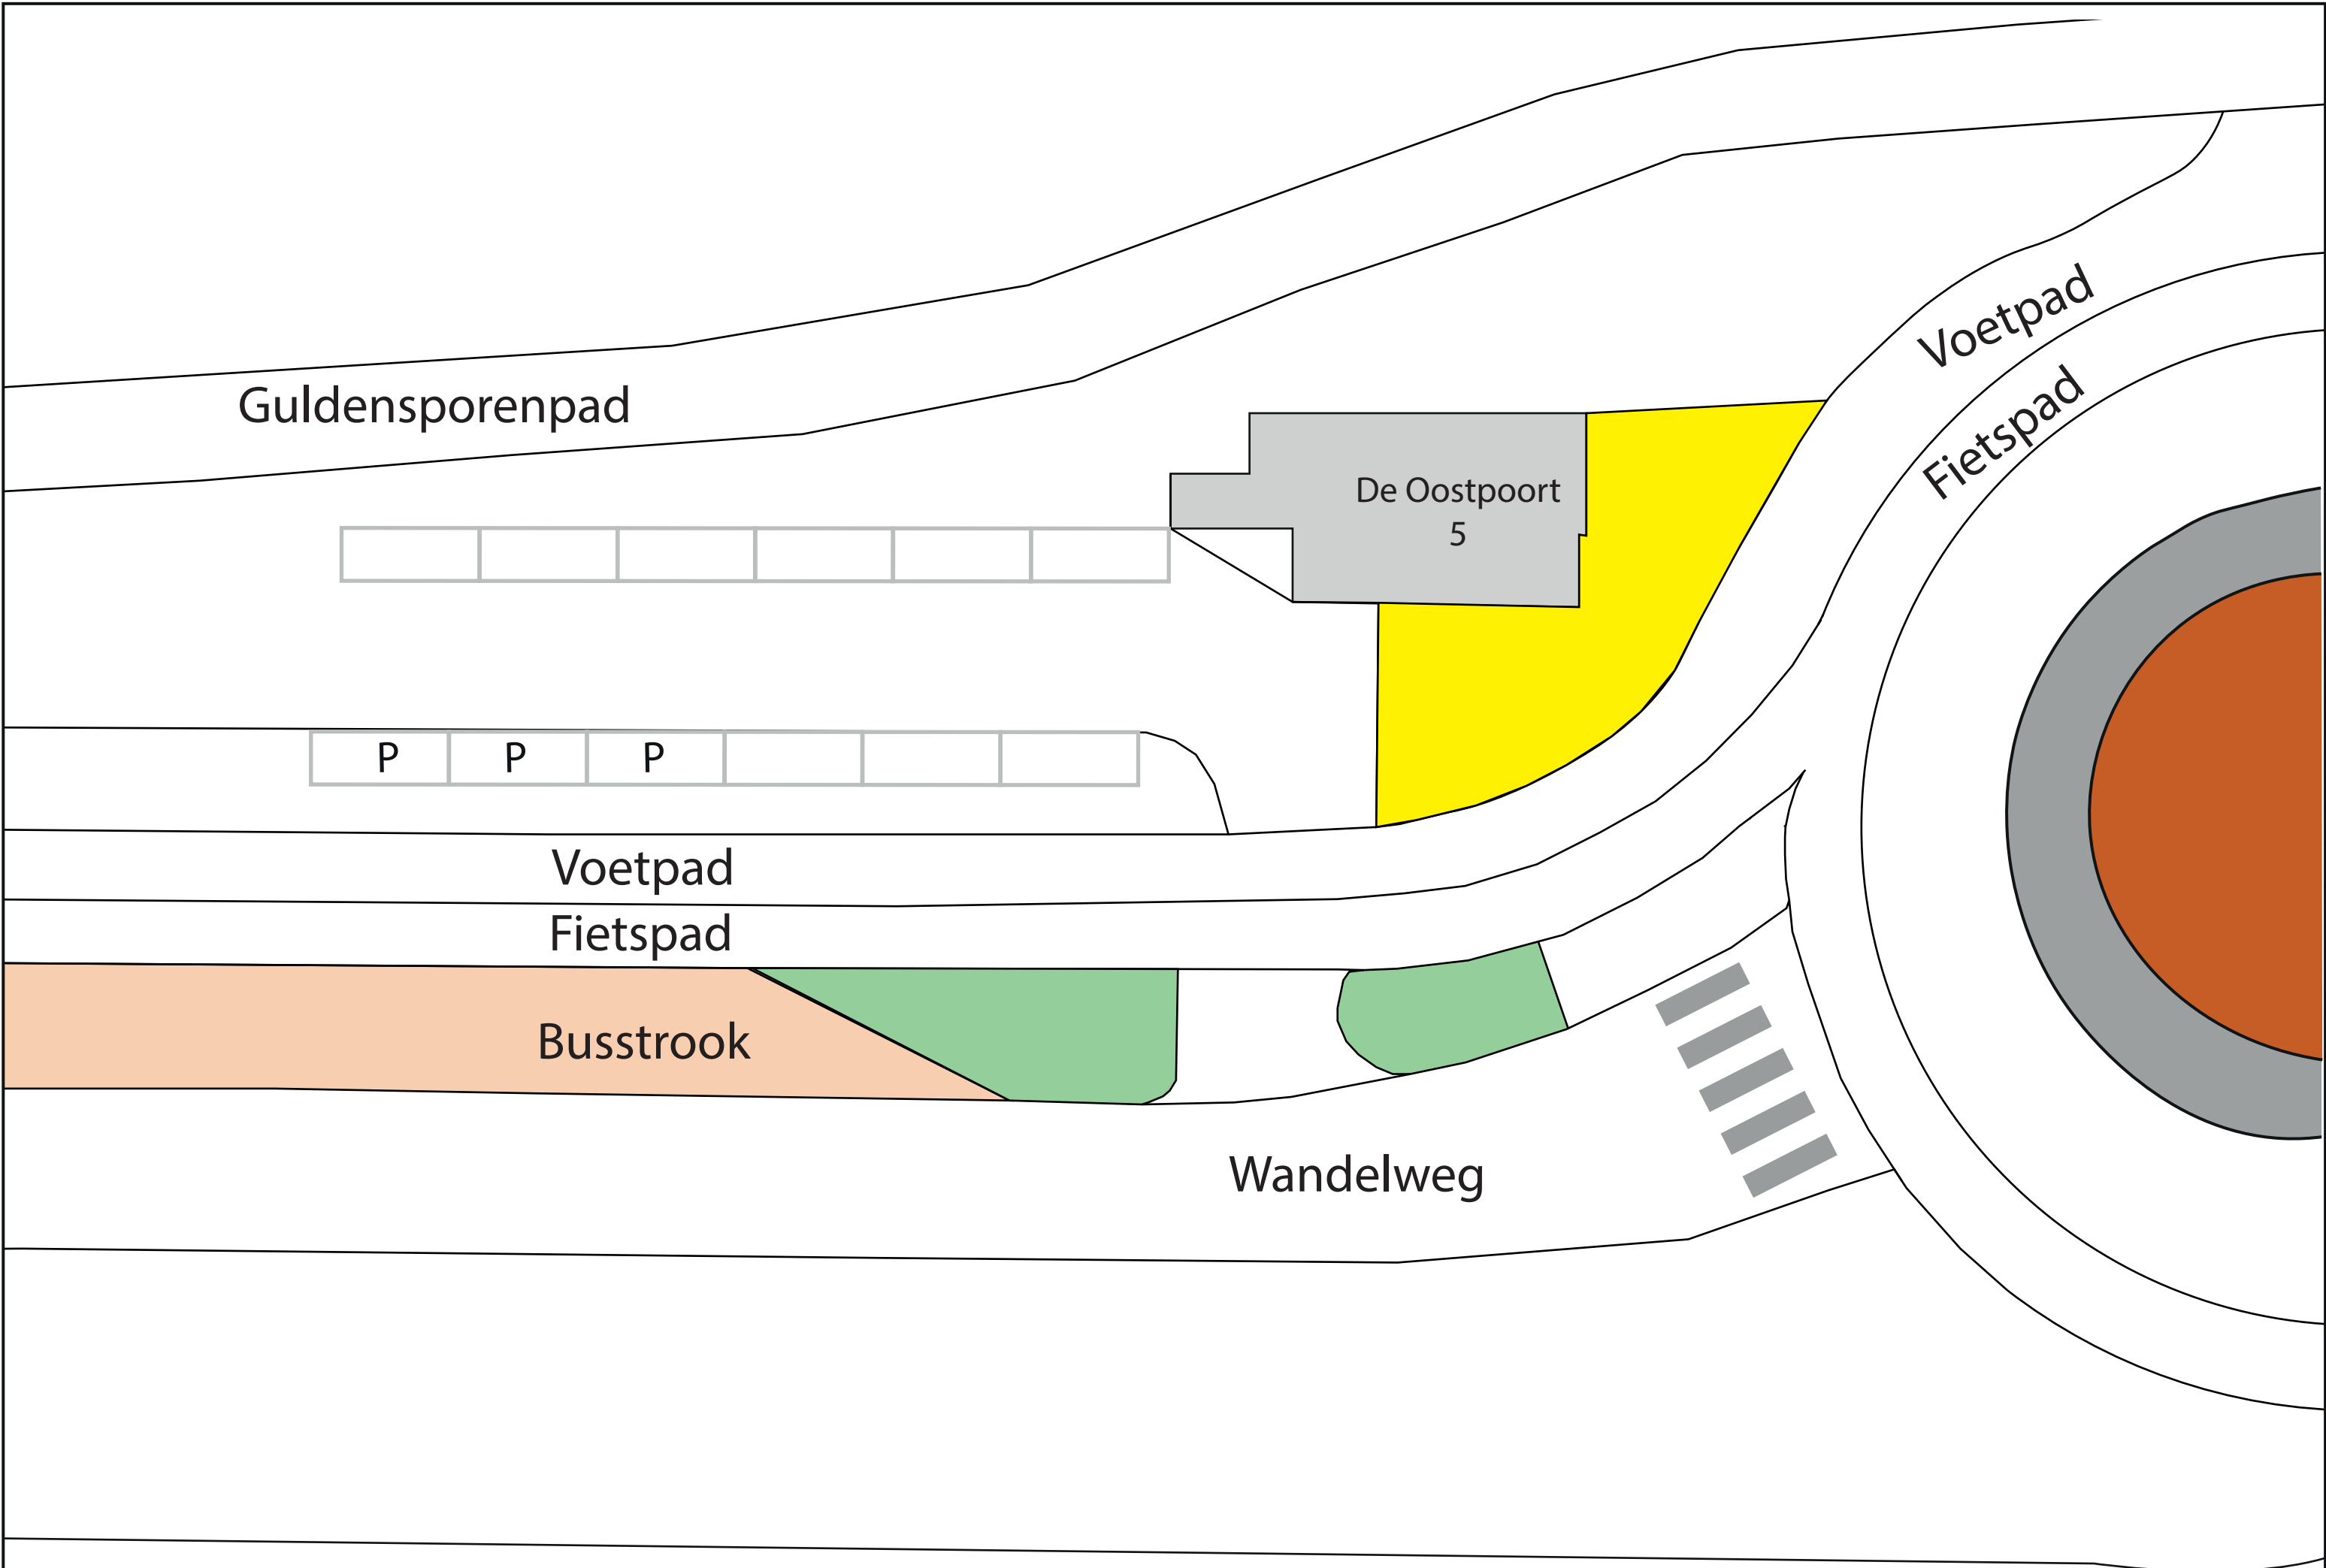 Voetpad
Fietspad
Guldensporenpad
De Oostpoort
5
P P P
Voetpad
Fietspad
Busstrook
Wandelweg